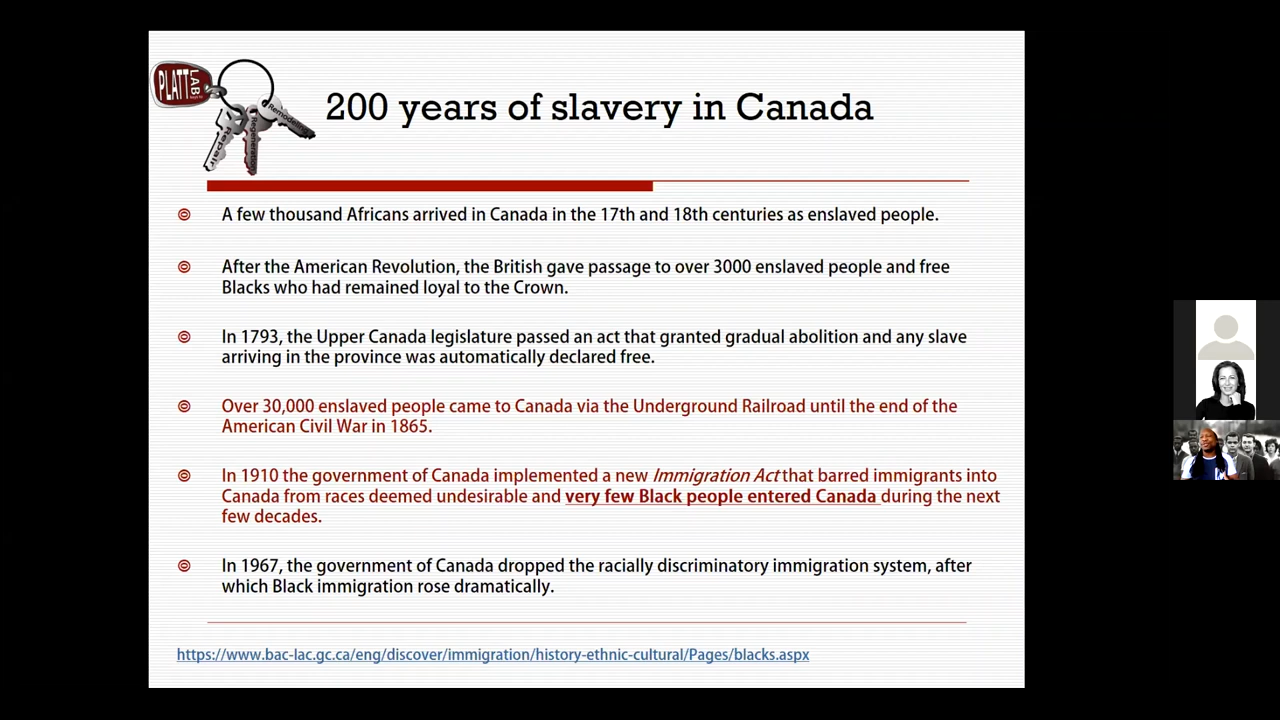 PLATT
LAB
Repair
Regeneration
Remodeling
200 years of slavery in Canada
A few thousand Africans arrived in Canada in the 17th and 18th centuries as enslaved people.
After the American Revolution, the British gave passage to over 3000 enslaved people and free
Blacks who had remained loyal to the Crown.
In 1793, the Upper Canada legislature passed an act that granted gradual abolition and any slave
arriving in the province was automatically declared free.
Over 30,000 enslaved people came to Canada via the Underground Railroad until the end of the
American Civil War in 1865.
In 1910 the government of Canada implemented a new Immigration Act that barred immigrants into
Canada from races deemed undesirable and very few Black people entered Canada during the next
few decades.
In 1967, the government of Canada dropped the racially discriminatory immigration system, after
which Black immigration rose dramatically.
https://www.bac-lac.gc.ca/eng/discover/immigration/history-ethnic-cultural/Pages/blacks.aspx